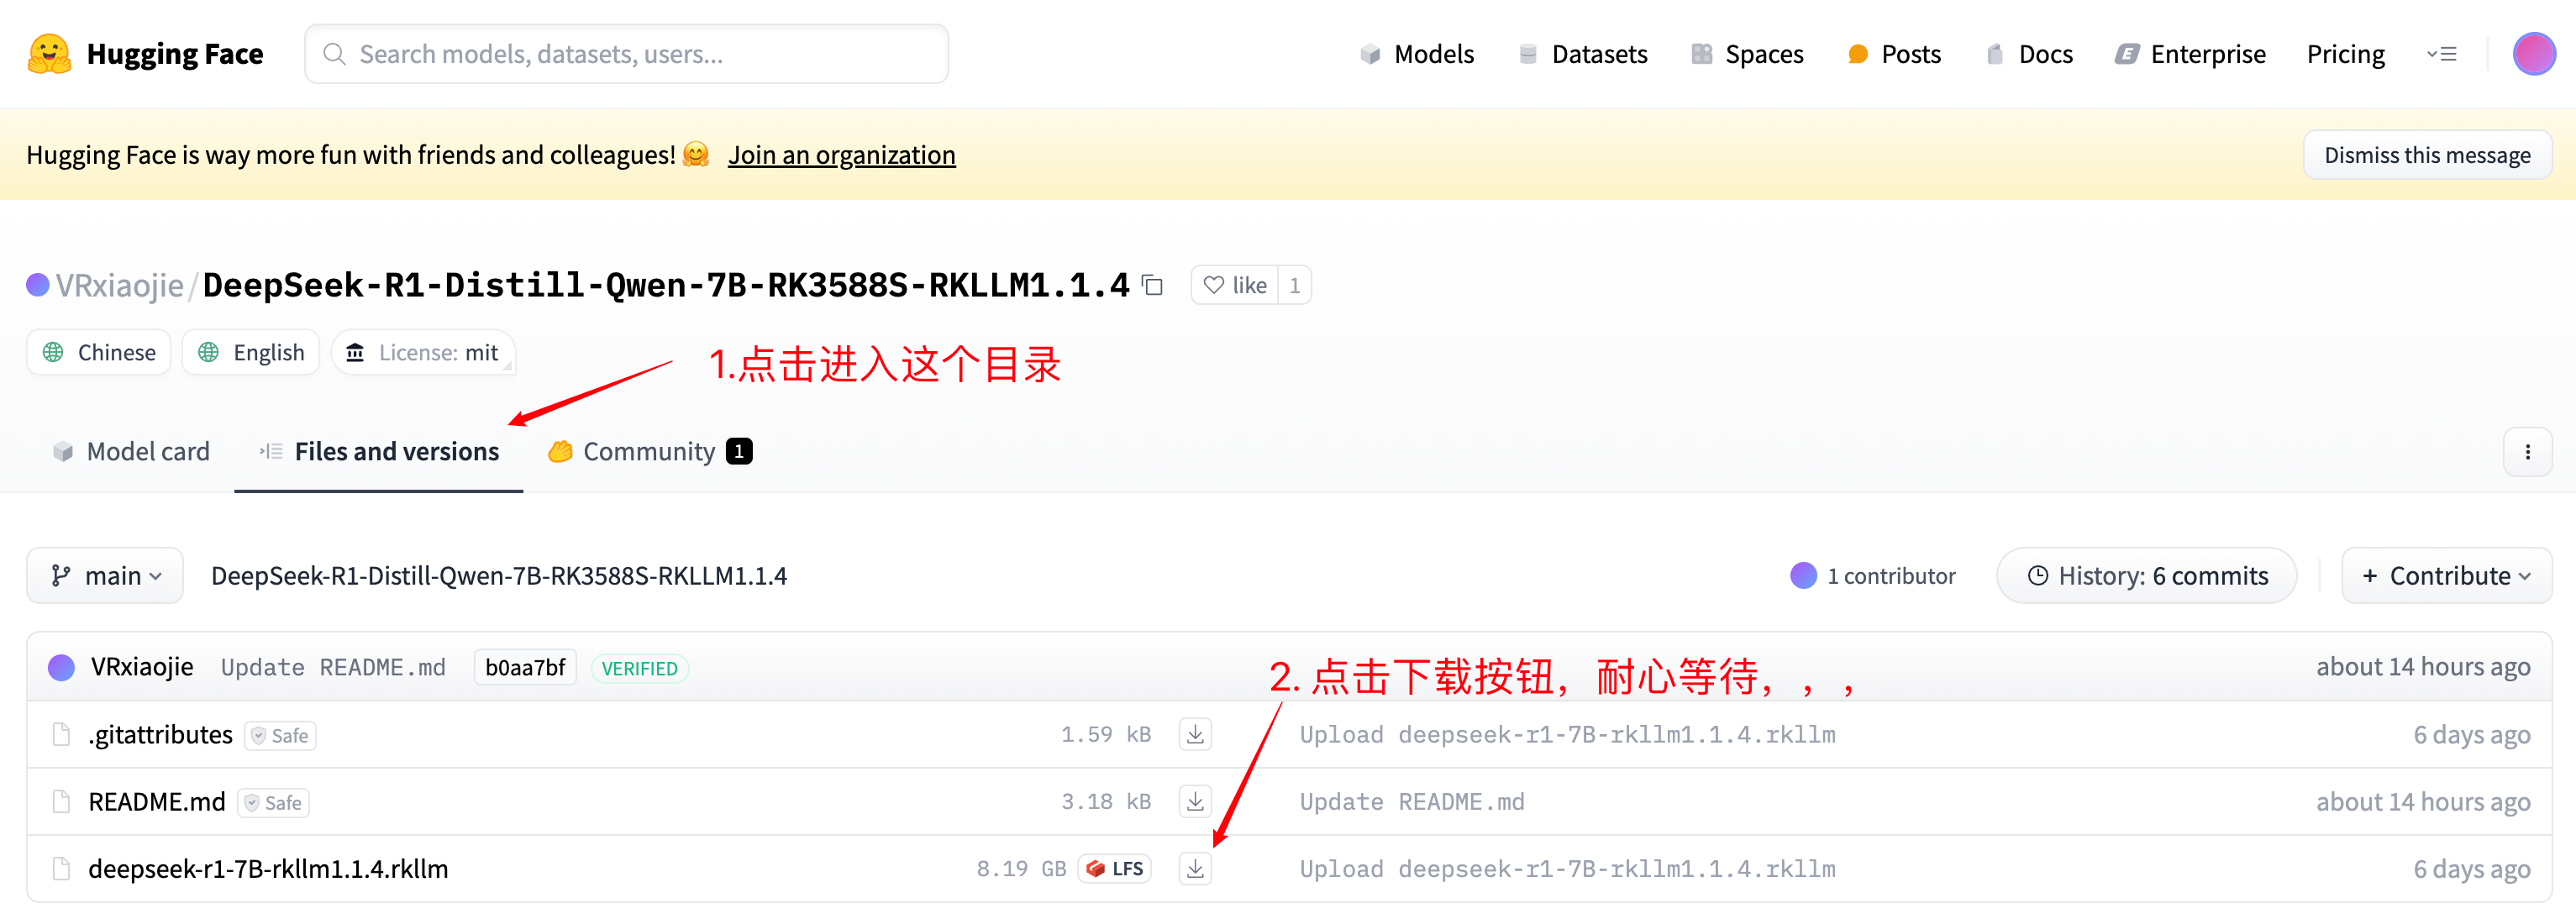 Hugging Face
Search models, datasets, users...
Models
Datasets
Spaces
Posts
Docs
Enterprise
Pricing
Hugging Face is way more fun with friends and colleagues! 🤗 Join an organization
Dismiss this message
VRxiaojie/DeepSeek-R1-Distill-Qwen-7B-RK3588S-RKLLM1.1.4
like 1
Chinese
English
License: mit
1.点击进入这个目录
Model card
Files and versions
Community 1
main
DeepSeek-R1-Distill-Qwen-7B-RK3588S-RKLLM1.1.4
1 contributor
History: 6 commits
+ Contribute
VRxiaojie Update README.md b0aa7bf VERIFIED
about 14 hours ago
2. 点击下载按钮，耐心等待，，，
.gitattributes Safe 1.59 kB Upload deepseek-r1-7B-rkllm1.1.4.rkllm 6 days ago
README.md Safe 3.18 kB Update README.md about 14 hours ago
deepseek-r1-7B-rkllm1.1.4.rkllm 8.19 GB LFS Upload deepseek-r1-7B-rkllm1.1.4.rkllm 6 days ago